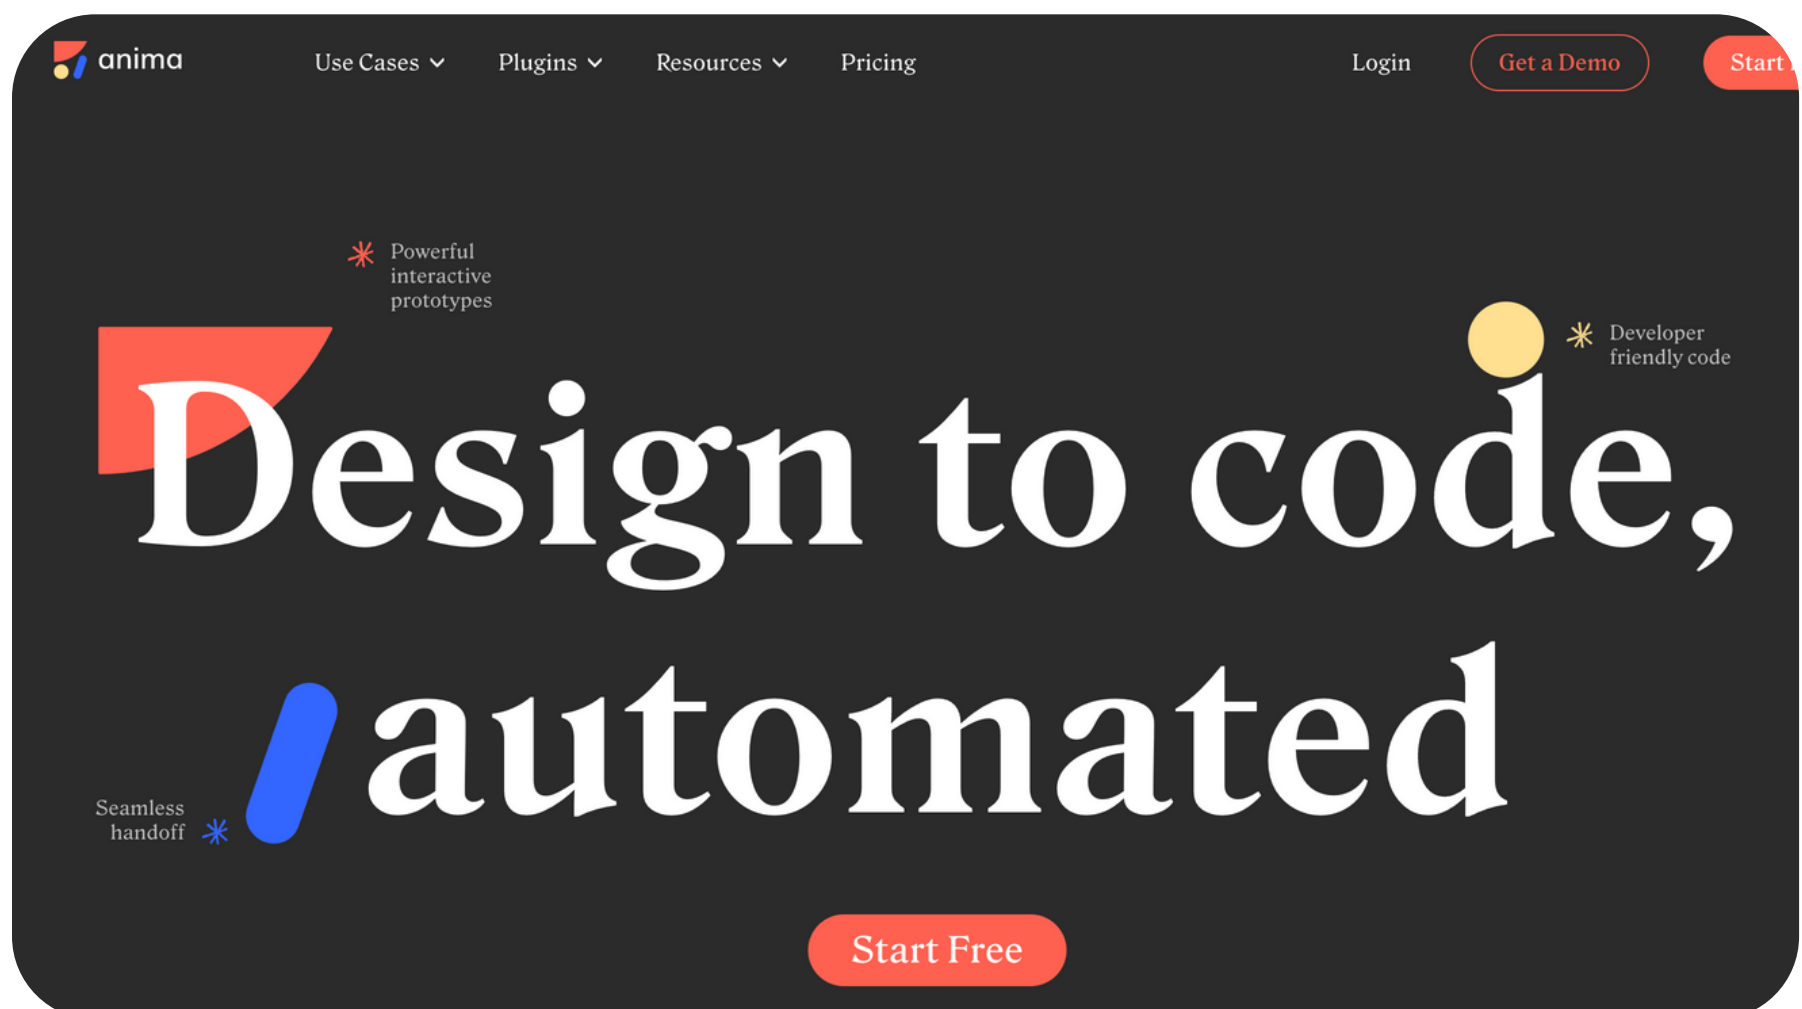 anima
Use Cases
Plugins
Resources
Pricing
Login
Get a Demo
Start
Powerful
interactive
prototypes
Developer
friendly code
Design to code,
automated
Seamless
handoff
Start Free